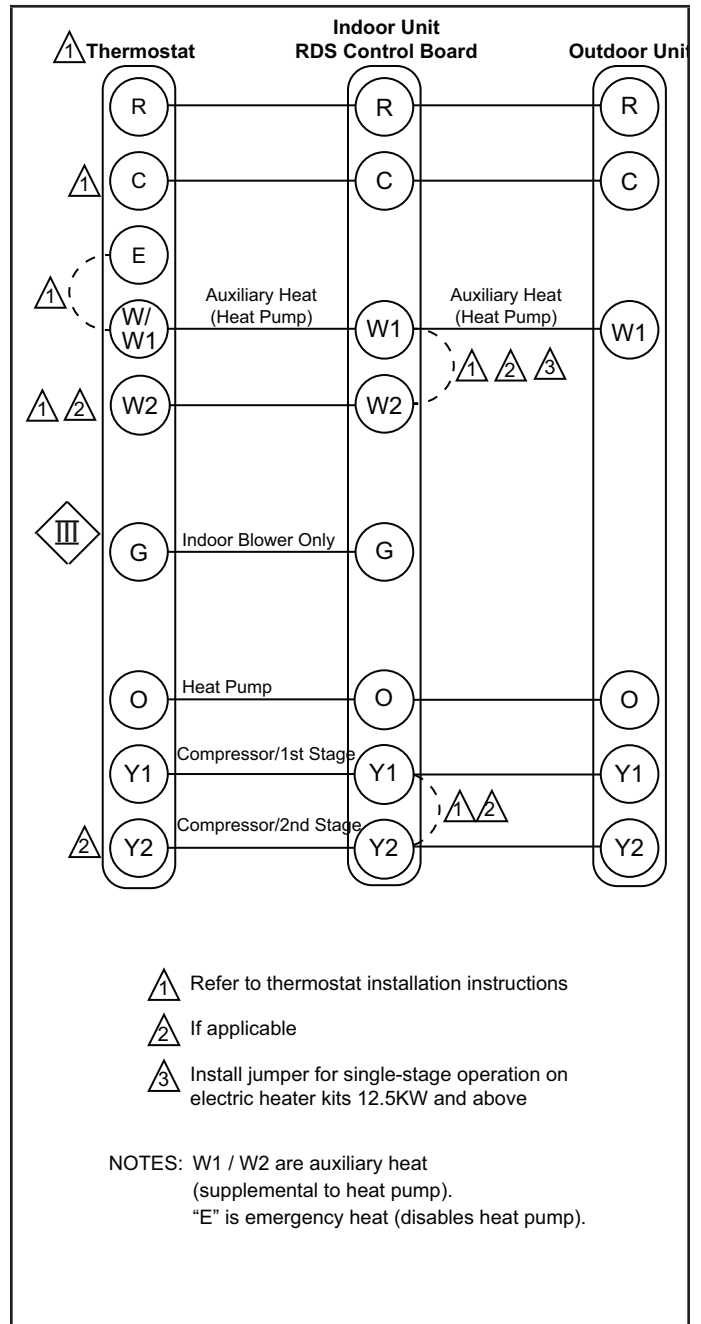 Indoor Unit
1 Thermostat RDS Control Board Outdoor Unit
R R R
1 C C C
E
1
Auxiliary Heat Auxiliary Heat
(Heat Pump) (Heat Pump)
W/
W1 W1 W1
1 2 3
1 2 W2 W2
III
Indoor Blower Only
G G
Heat Pump
O O O
Compressor/1st Stage
Y1 Y1 Y1
1 2
Compressor/2nd Stage
2 Y2 Y2 Y2
1 Refer to thermostat installation instructions
2 If applicable
3 Install jumper for single-stage operation on
electric heater kits 12.5KW and above
NOTES: W1 / W2 are auxiliary heat
(supplemental to heat pump).
“E” is emergency heat (disables heat pump).